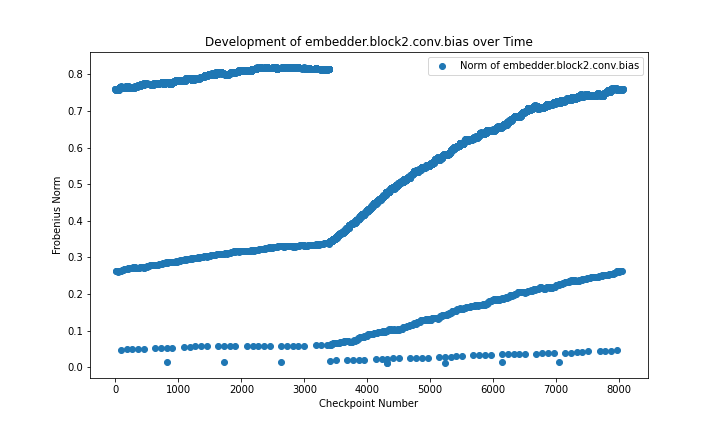 Development of embedder.block2.conv.bias over Time
Norm of embedder.block2.conv.bias
Frobenius Norm
0.8
0.7
0.6
0.5
0.4
0.3
0.2
0.1
0.0
0 1000 2000 3000 4000 5000 6000 7000 8000
Checkpoint Number